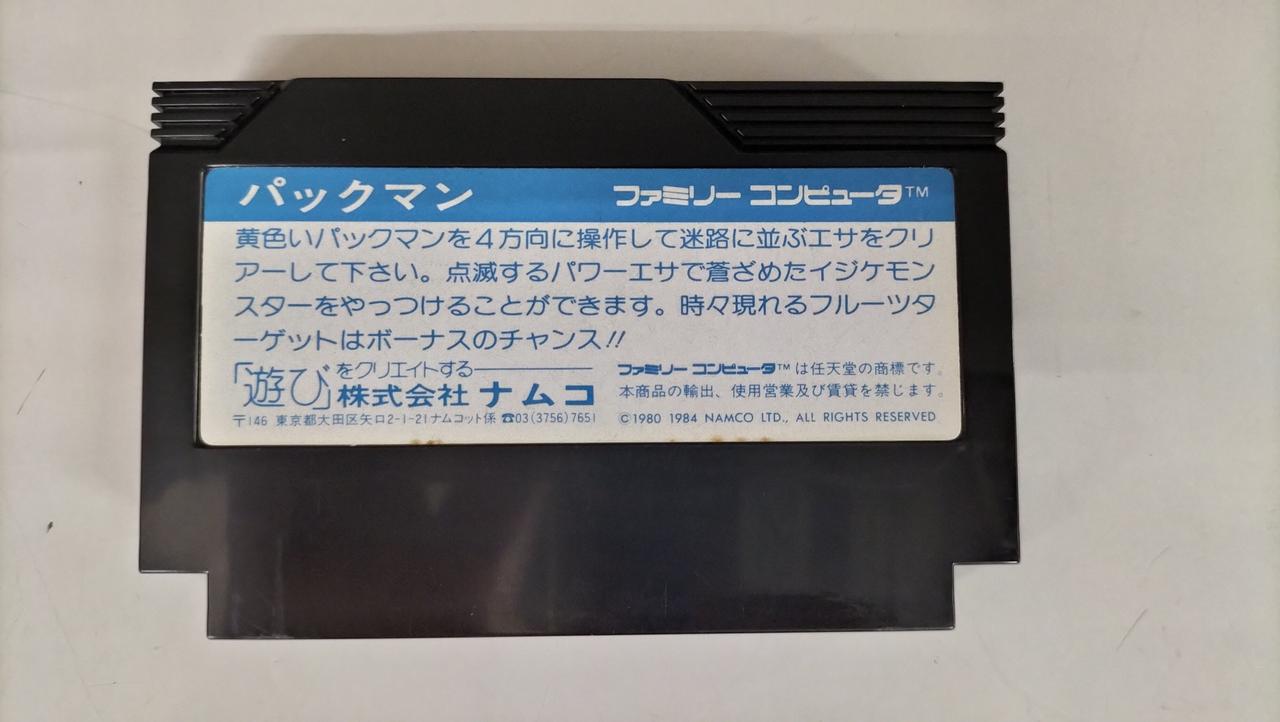 パックマン
ファミリー コンピュータ™
黄色いパックマンを4方向に操作して迷路に並ぶエサをクリ
アーして下さい。点滅するパワーエサで蒼ざめたイジケモン
スターをやっつけることができます。時々現れるフルーツタ
ーゲットはボーナスのチャンス!!
「遊び」をクリエイトする
株式会社 ナムコ
〒146 東京都大田区矢口2-1-21ナムコット係 ☎03(3756)7651
ファミリー コンピュータ™は任天堂の商標です。
本商品の輸出、使用営業及び賃貸を禁じます。
©1980 1984 NAMCO LTD., ALL RIGHTS RESERVED